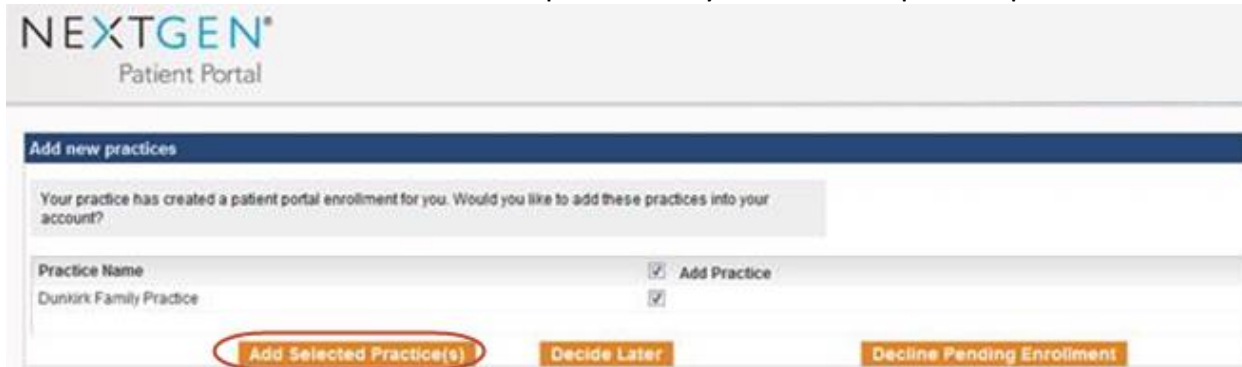 NEXTGEN®
Patient Portal
Add new practices
Your practice has created a patient portal enrollment for you. Would you like to add these practices into your
account?
Practice Name Add Practice
Dunkirk Family Practice
Add Selected Practice(s) Decide Later Decline Pending Enrollment